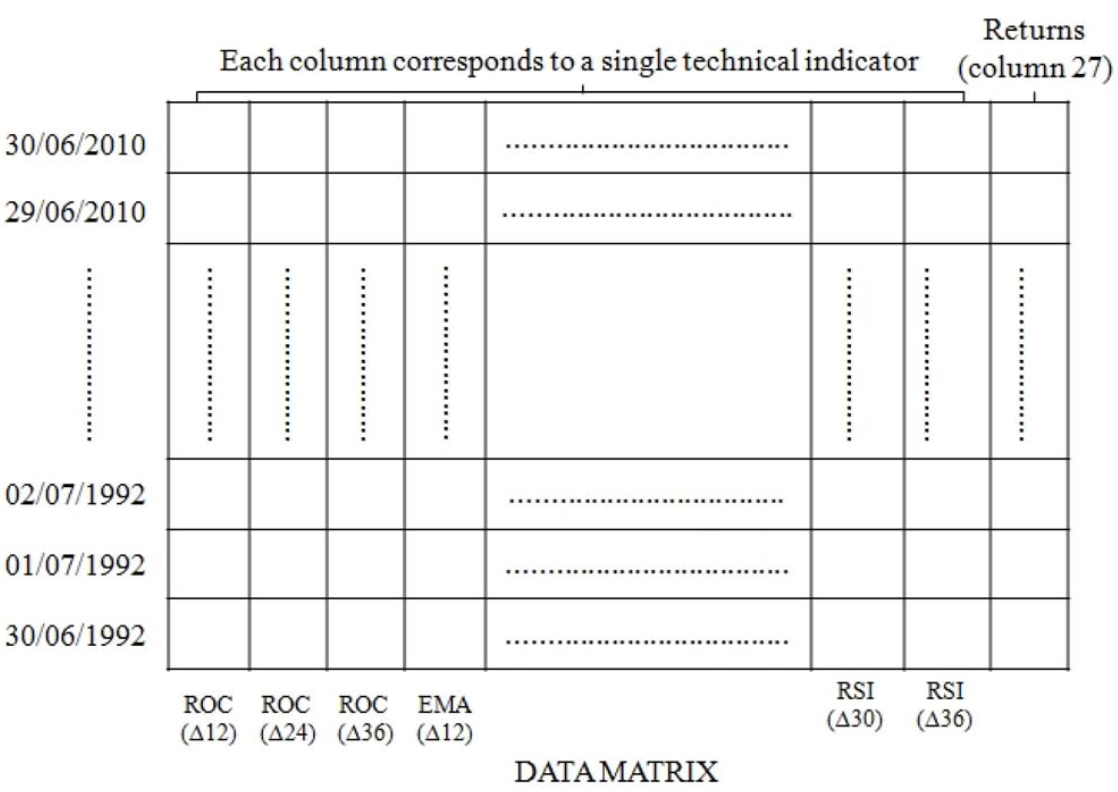 Returns
(column 27)
Each column corresponds to a single technical indicator
30/06/2010
29/06/2010
02/07/1992
01/07/1992
30/06/1992
ROC
(Δ12)
ROC
(Δ24)
ROC
(Δ36)
EMA
(Δ12)
RSI
(Δ30)
RSI
(Δ36)
DATA MATRIX